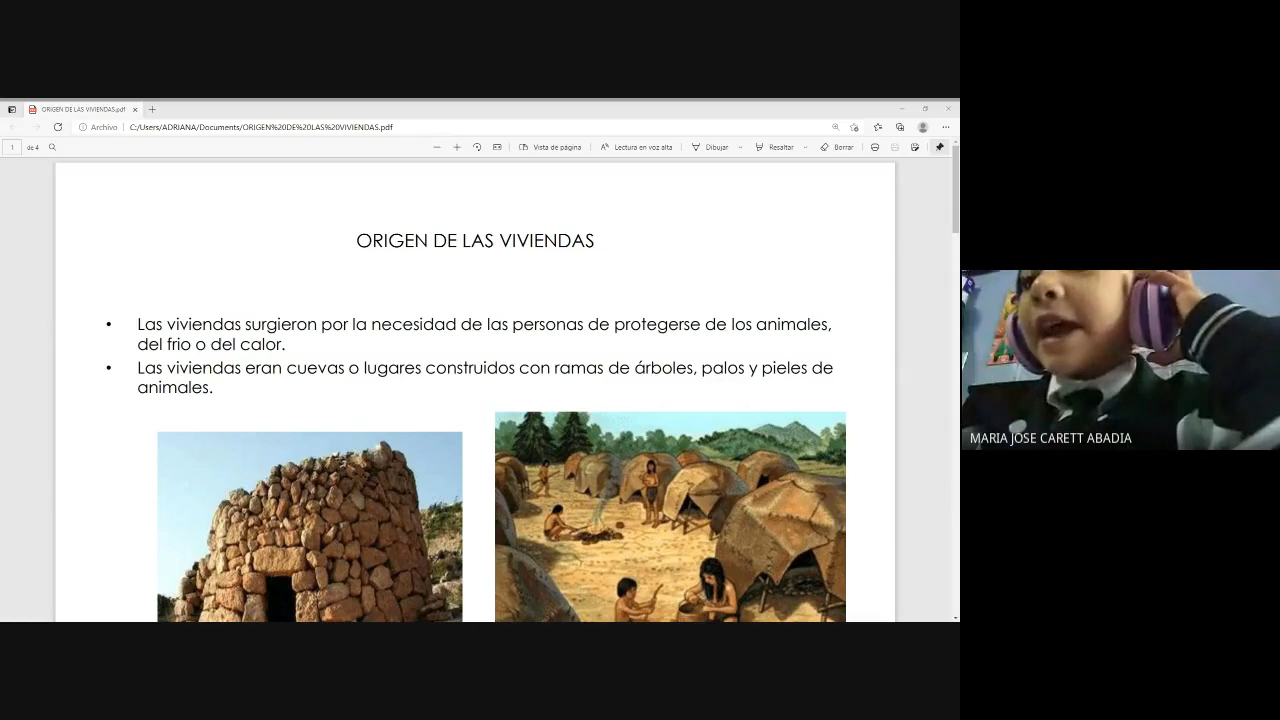 ORIGEN DE LAS VIVIENDAS.pdf
Archivo
C:/Users/ADRIANA/Documents/ORIGEN%20DE%20LAS%20VIVIENDAS.pdf
1 de 4
Vista de página
Lectura en voz alta
Dibujar
Resaltar
Borrar
ORIGEN DE LAS VIVIENDAS
• Las viviendas surgieron por la necesidad de las personas de protegerse de los animales,
del frio o del calor.
• Las viviendas eran cuevas o lugares construidos con ramas de árboles, palos y pieles de
animales.
MARIA JOSE CARETT ABADIA